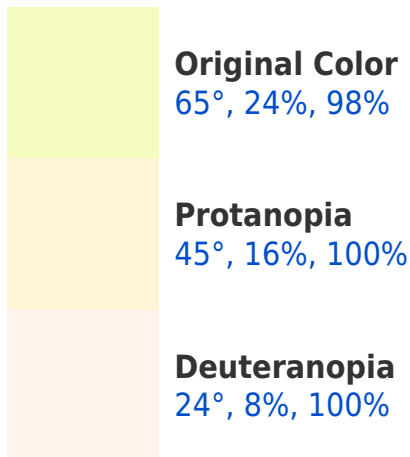 Original Color
65°, 24%, 98%
Protanopia
45°, 16%, 100%
Deuteranopia
24°, 8%, 100%